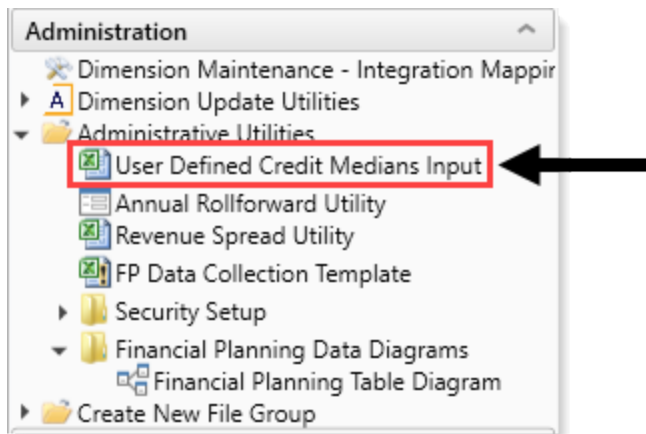 Administration
Dimension Maintenance - Integration Mappin
A Dimension Update Utilities
Administrative Utilities
User Defined Credit Medians Input
Annual Rollforward Utility
Revenue Spread Utility
FP Data Collection Template
Security Setup
Financial Planning Data Diagrams
Financial Planning Table Diagram
Create New File Group